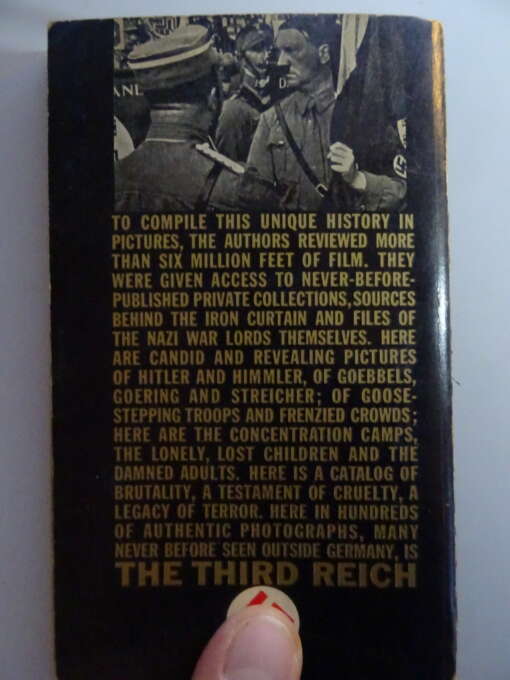 TO COMPILE THIS UNIQUE HISTORY IN
PICTURES, THE AUTHORS REVIEWED MORE
THAN SIX MILLION FEET OF FILM. THEY
WERE GIVEN ACCESS TO NEVER-BEFORE-
PUBLISHED PRIVATE COLLECTIONS, SOURCES
BEHIND THE IRON CURTAIN AND FILES OF
THE NAZI WAR LORDS THEMSELVES. HERE
ARE CANDID AND REVEALING PICTURES
OF HITLER AND HIMMLER, OF GOEBBELS,
GOERING AND STREICHER; OF GOOSE-
STEPPING TROOPS AND FRENZIED CROWDS;
HERE ARE THE CONCENTRATION CAMPS,
THE LONELY, LOST CHILDREN AND THE
DAMNED ADULTS. HERE IS A CATALOG OF
BRUTALITY, A TESTAMENT OF CRUELTY, A
LEGACY OF TERROR. HERE IN HUNDREDS
OF AUTHENTIC PHOTOGRAPHS, MANY
NEVER BEFORE SEEN OUTSIDE GERMANY, IS
THE THIRD REICH